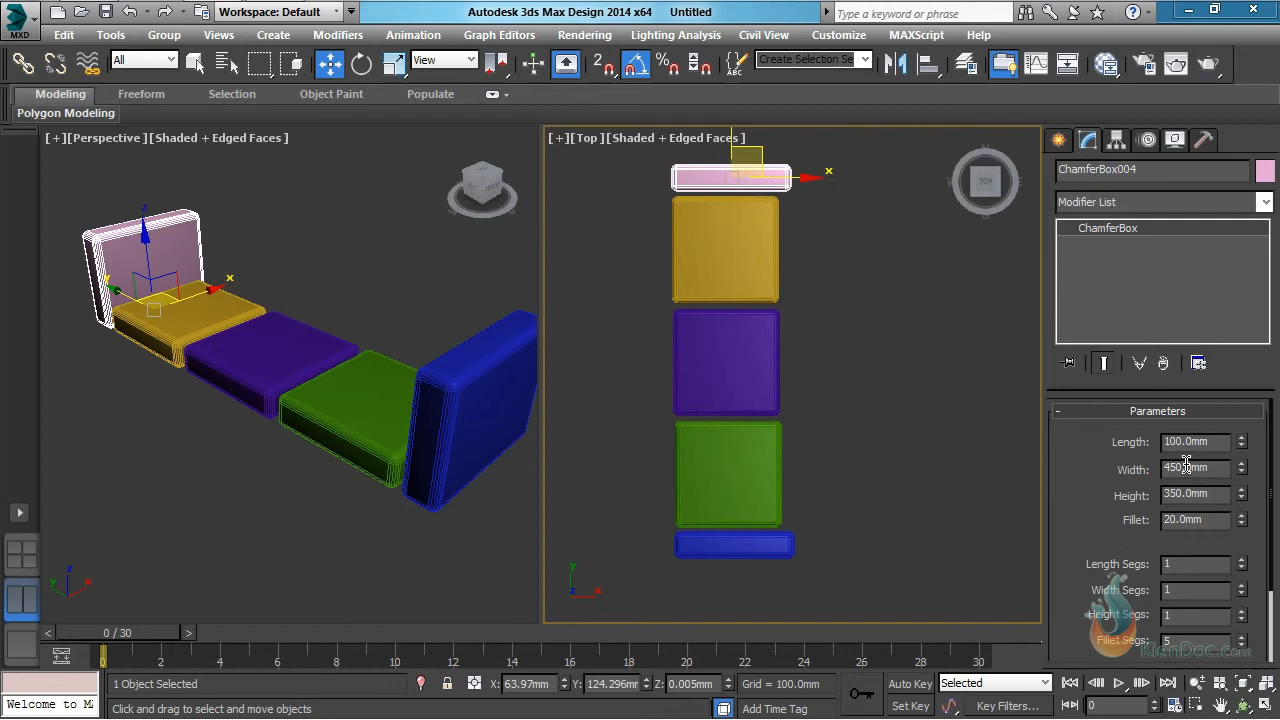 Workspace: Default
Autodesk 3ds Max Design 2014 x64
Untitled
Type a keyword or phrase
MXD
Edit
Tools
Group
Views
Create
Modifiers
Animation
Graph Editors
Rendering
Lighting Analysis
Civil View
Customize
MAXScript
Help
All
View
Create Selection Se
Modeling
Freeform
Selection
Object Paint
Populate
Polygon Modeling
[+][Perspective][Shaded + Edged Faces]
[+][Top][Shaded + Edged Faces]
TOP
z
x
y
x
ChamferBox004
Modifier List
ChamferBox
- Parameters
Length: 100.0mm
Width: 450.0mm
Height: 350.0mm
Fillet: 20.0mm
Length Segs: 1
Width Segs: 1
Height Segs: 1
Fillet Segs: 5
KienDoc.com
z
y
x
y
z
x
< 0 / 30 >
0 2 4 6 8 10 12 14 16 18 20 22 24 26 28 30
1 Object Selected
X: 63.97mm
Y: 124.296mm
Z: 0.005mm
Grid = 100.0mm
Auto Key
Selected
Welcome to M
Click and drag to select and move objects
Add Time Tag
Set Key
Key Filters...
0